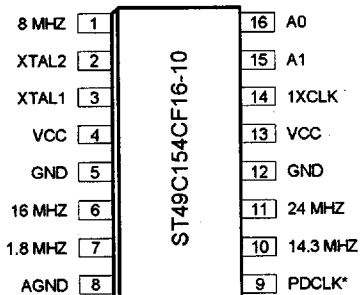 8 MHZ 1 16 A0
XTAL2 2 15 A1
XTAL1 3 14 1XCLK
VCC 4 13 VCC
GND 5 12 GND
16 MHZ 6 11 24 MHZ
1.8 MHZ 7 10 14.3 MHZ
AGND 8 9 PDCLK*
ST49C154CF16-10